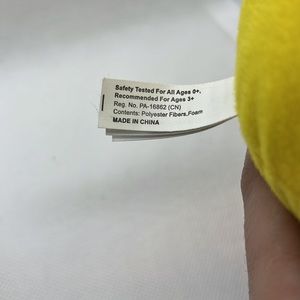 Safety Tested For All Ages 0+,
Recommended For Ages 3+
Reg. No. PA-16862 (CN)
Contents: Polyester Fibers.Foam
MADE IN CHINA